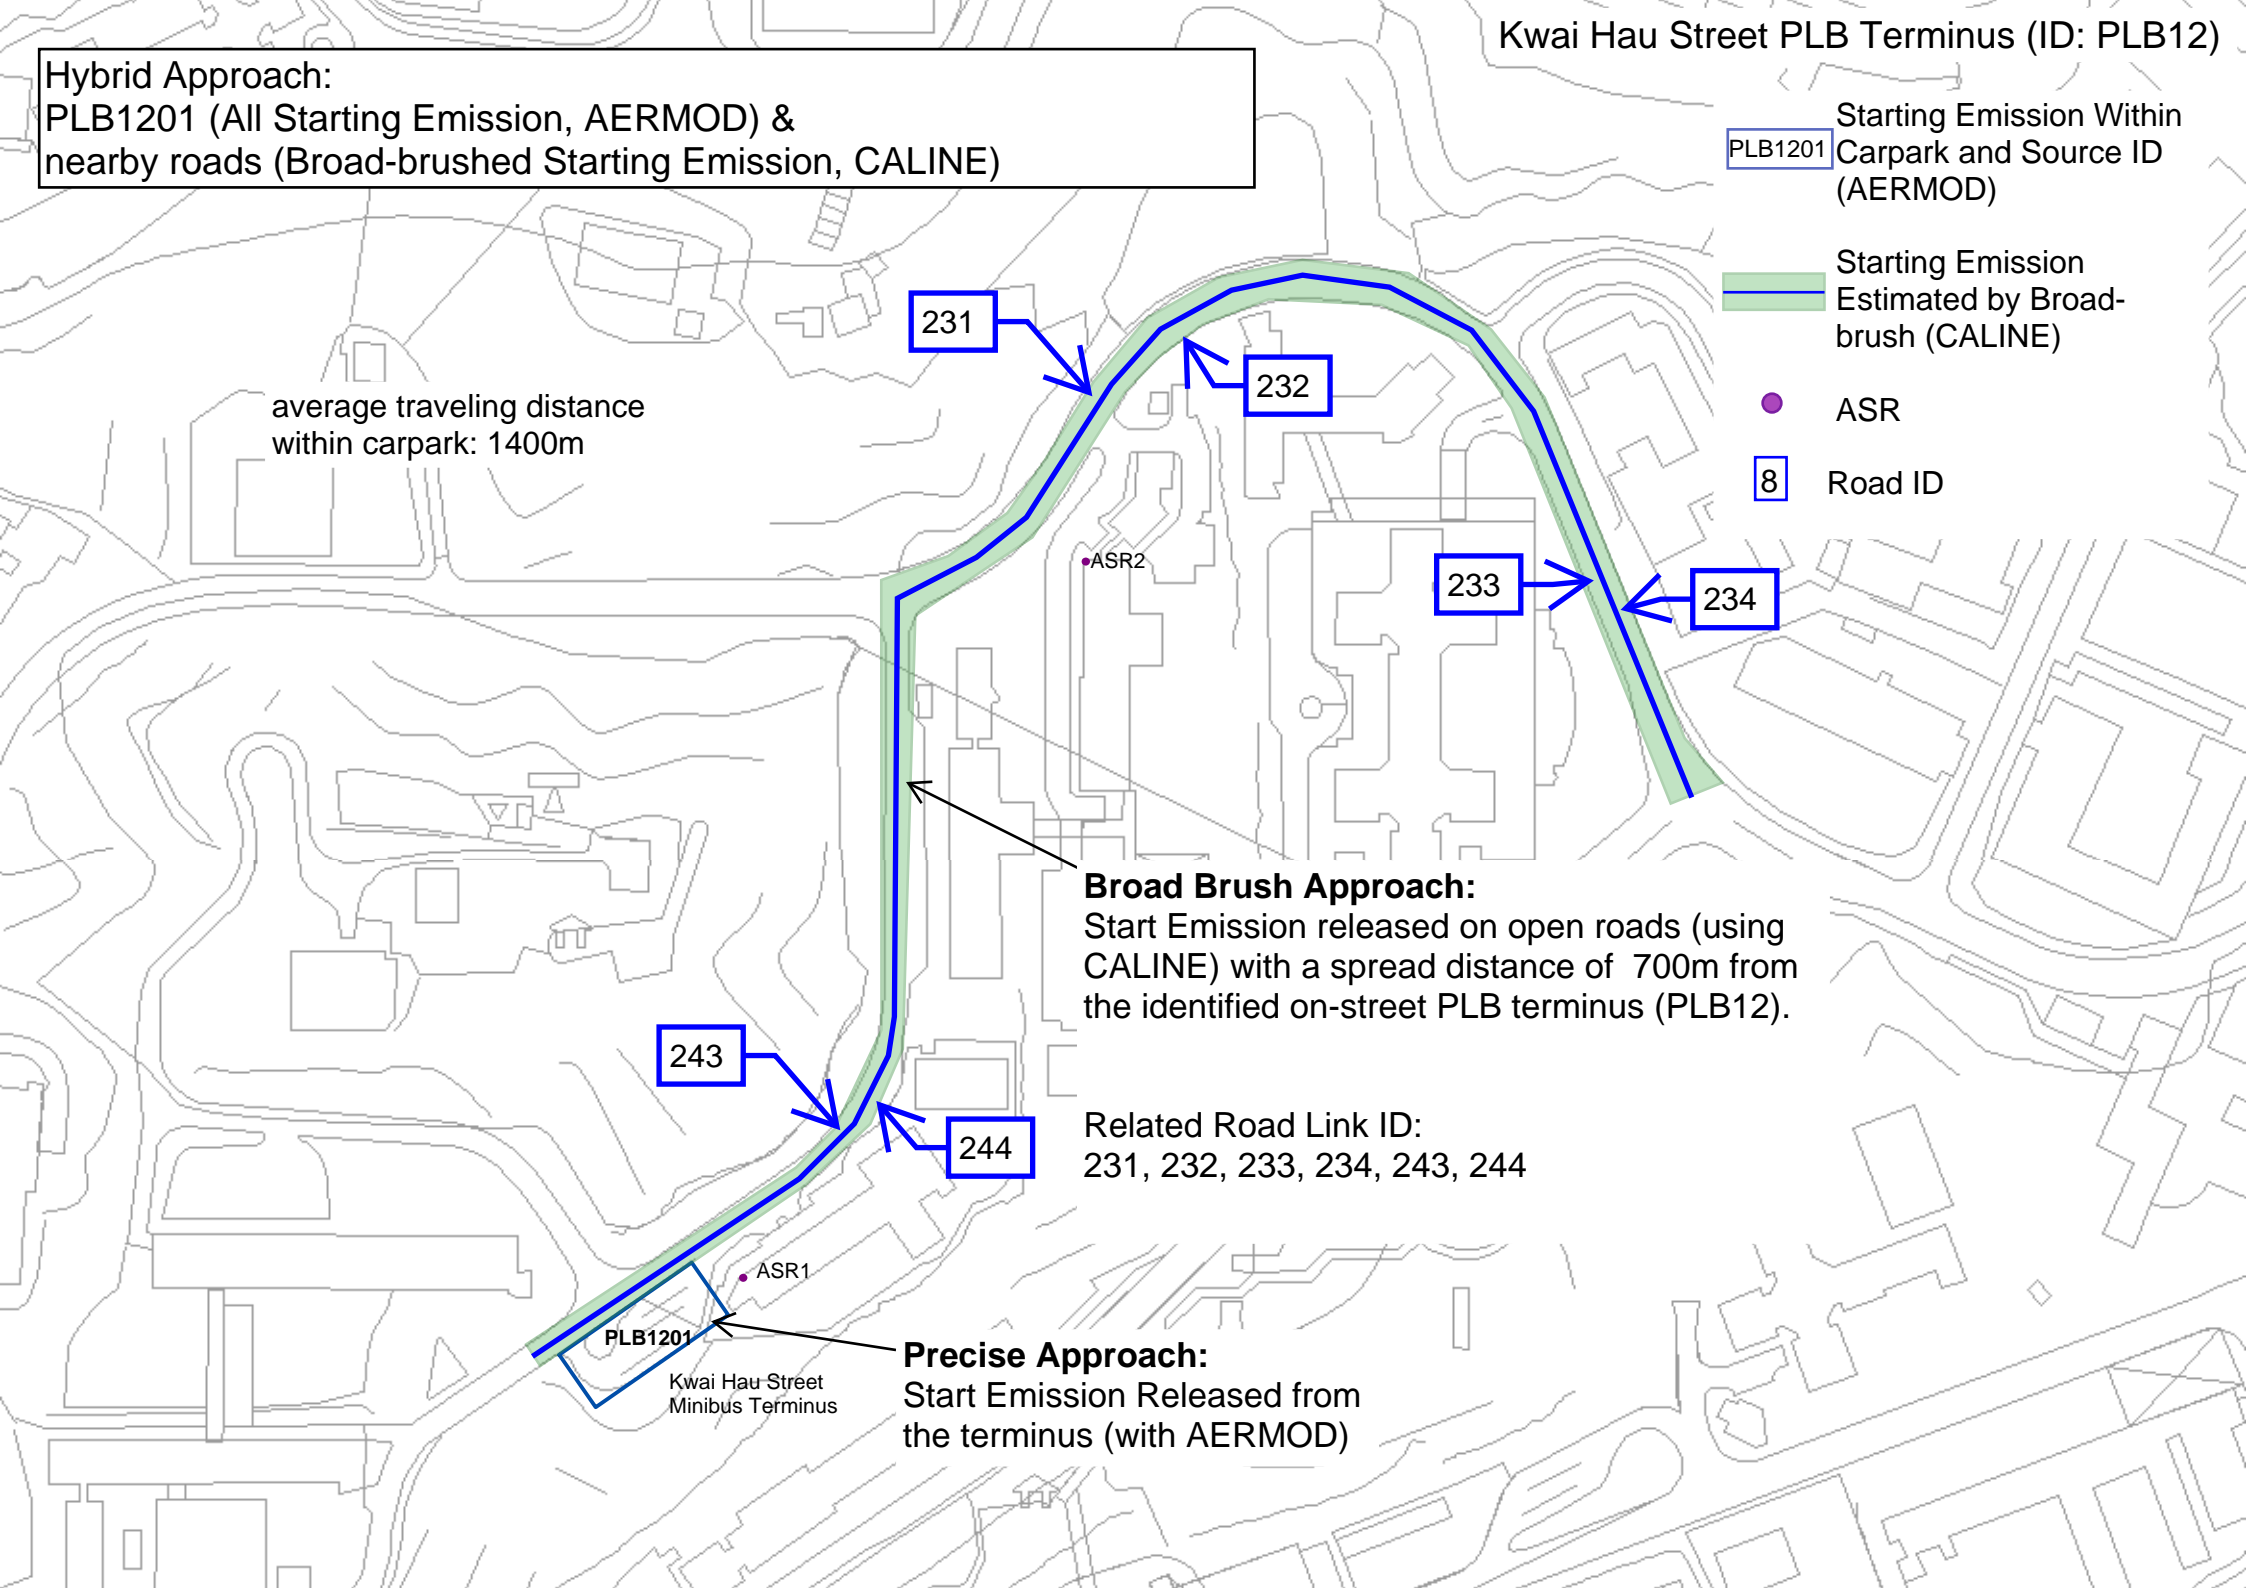 Kwai Hau Street PLB Terminus (ID: PLB12)
Hybrid Approach:
PLB1201 (All Starting Emission, AERMOD) &
nearby roads (Broad-brushed Starting Emission, CALINE)
PLB1201
Starting Emission Within
Carpark and Source ID
(AERMOD)
Starting Emission
Estimated by Broad-
brush (CALINE)
ASR
8
Road ID
average traveling distance
within carpark: 1400m
231
232
ASR2
233
234
Broad Brush Approach:
Start Emission released on open roads (using
CALINE) with a spread distance of  700m from
the identified on-street PLB terminus (PLB12).
243
244
Related Road Link ID:
231, 232, 233, 234, 243, 244
ASR1
PLB1201
Kwai Hau Street
Minibus Terminus
Precise Approach:
Start Emission Released from
the terminus (with AERMOD)